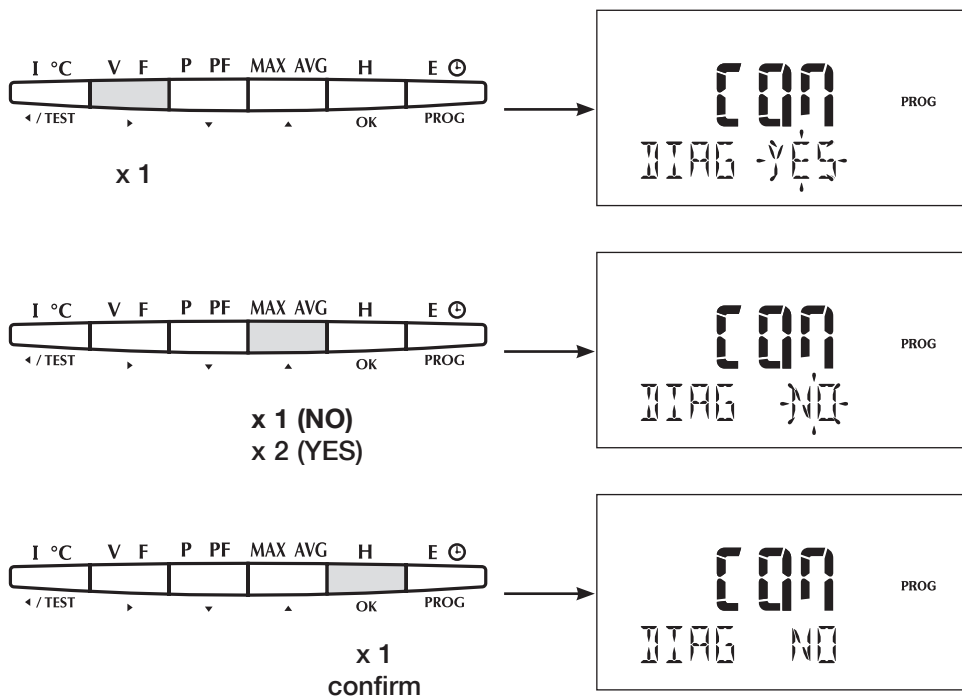 I °C V F P PF MAX AVG H E
/ TEST OK PROG
x 1
COM
PROG
DIAG YES
I °C V F P PF MAX AVG H E
/ TEST OK PROG
x 1 (NO)
x 2 (YES)
COM
PROG
DIAG NO
I °C V F P PF MAX AVG H E
/ TEST OK PROG
x 1
confirm
COM
PROG
DIAG NO